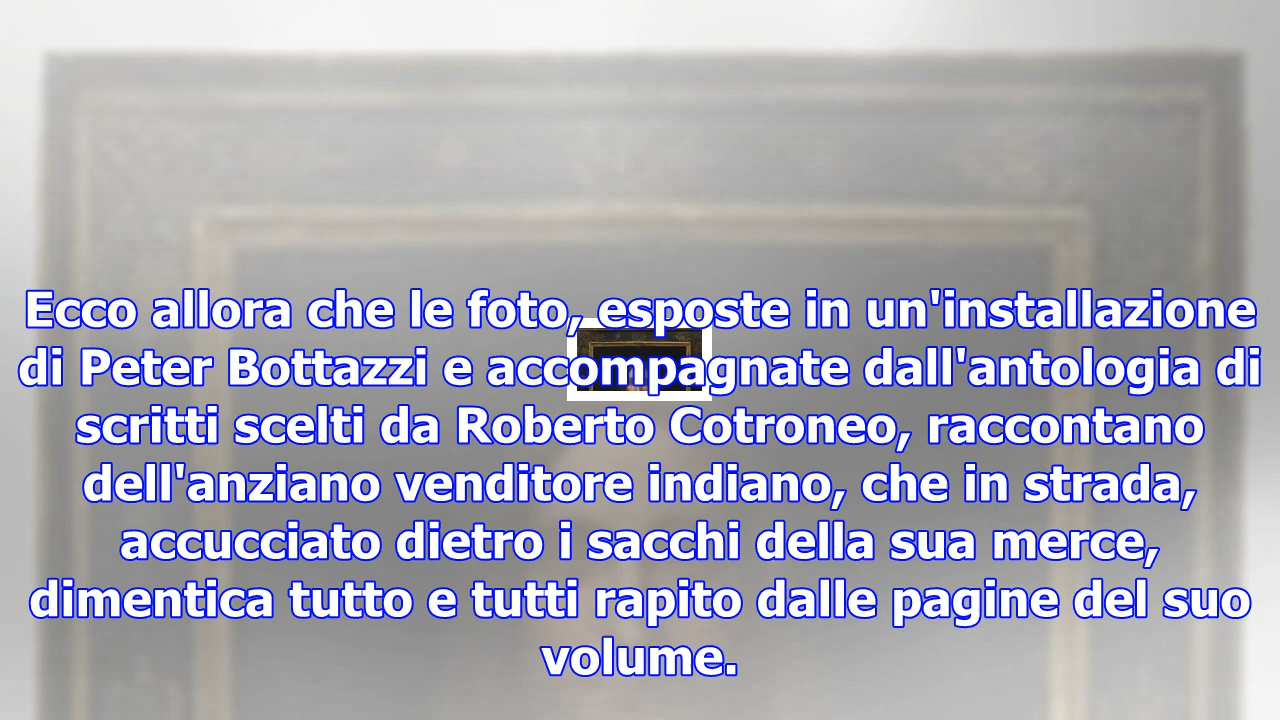 Ecco allora che le foto, esposte in un'installazione
di Peter Bottazzi e accompagnate dall'antologia di
scritti scelti da Roberto Cotroneo, raccontano
dell'anziano venditore indiano, che in strada,
accucciato dietro i sacchi della sua merce,
dimentica tutto e tutti rapito dalle pagine del suo
volume.